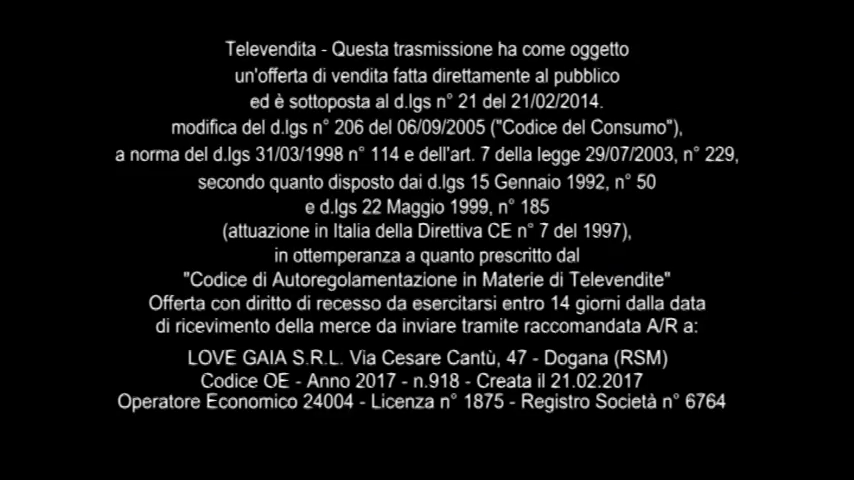 Televendita - Questa trasmissione ha come oggetto
un'offerta di vendita fatta direttamente al pubblico
ed è sottoposta al d.lgs n° 21 del 21/02/2014.
modifica del d.lgs n° 206 del 06/09/2005 ("Codice del Consumo"),
a norma del d.lgs 31/03/1998 n° 114 e dell'art. 7 della legge 29/07/2003, n° 229,
secondo quanto disposto dai d.lgs 15 Gennaio 1992, n° 50
e d.lgs 22 Maggio 1999, n° 185
(attuazione in Italia della Direttiva CE n° 7 del 1997),
in ottemperanza a quanto prescritto dal
"Codice di Autoregolamentazione in Materie di Televendite"
Offerta con diritto di recesso da esercitarsi entro 14 giorni dalla data
di ricevimento della merce da inviare tramite raccomandata A/R a:
LOVE GAIA S.R.L. Via Cesare Cantù, 47 - Dogana (RSM)
Codice OE - Anno 2017 - n.918 - Creata il 21.02.2017
Operatore Economico 24004 - Licenza n° 1875 - Registro Società n° 6764